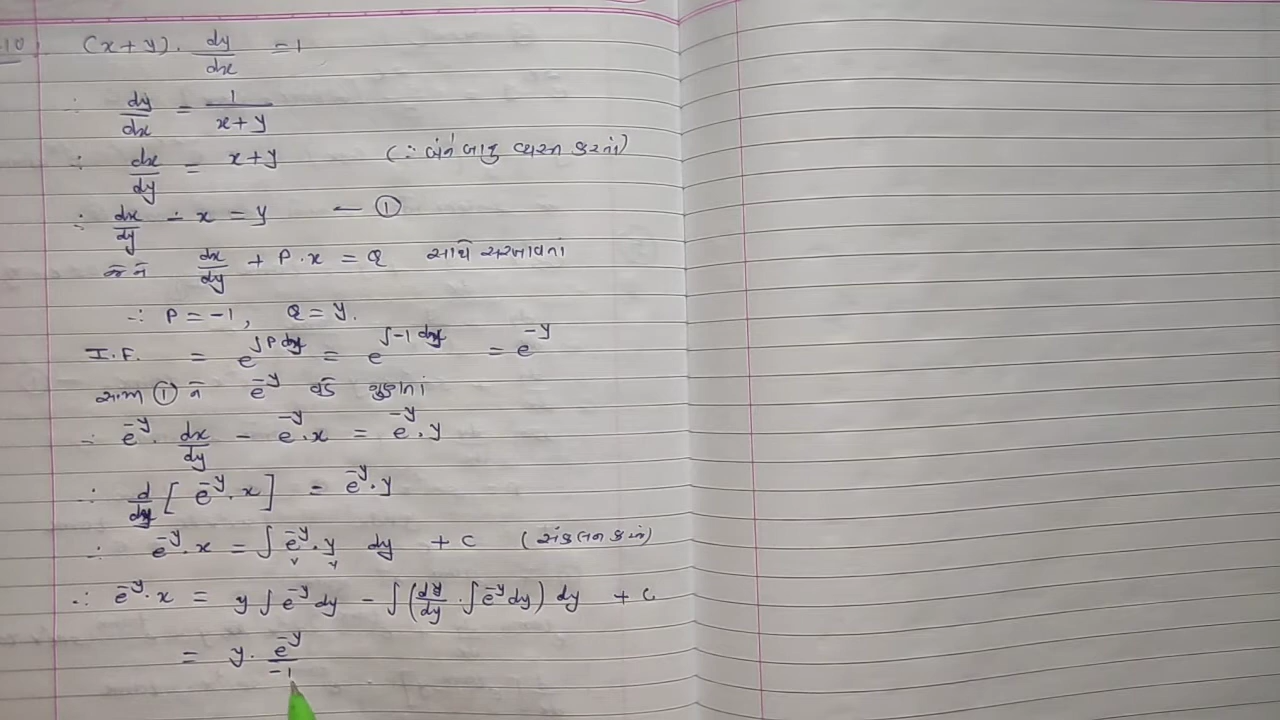 10 (x+y)· dy/dx = 1
∴ dy/dx = 1/(x+y)
∴ dx/dy = x+y (∵ બંને બાજુ વ્યસ્ત કરતાં)
∴ dx/dy - x = y — ①
જેને dx/dy + P·x = Q સાથે સરખાવતાં
∴ P = -1, Q = y.
I.F. = e^∫P dy = e^∫-1 dy = e^-y
સમી ① ને e^-y વડે ગુણતાં
∴ e^-y · dx/dy - e^-y · x = e^-y · y
∴ d/dy [ e^-y · x ] = e^-y · y
∴ e^-y · x = ∫ e^-y · y dy + c (સંકલન કરતાં)
∴ e^-y · x = y ∫ e^-y dy - ∫ (dy/dy · ∫ e^-y dy) dy + c
= y · e^-y/-1